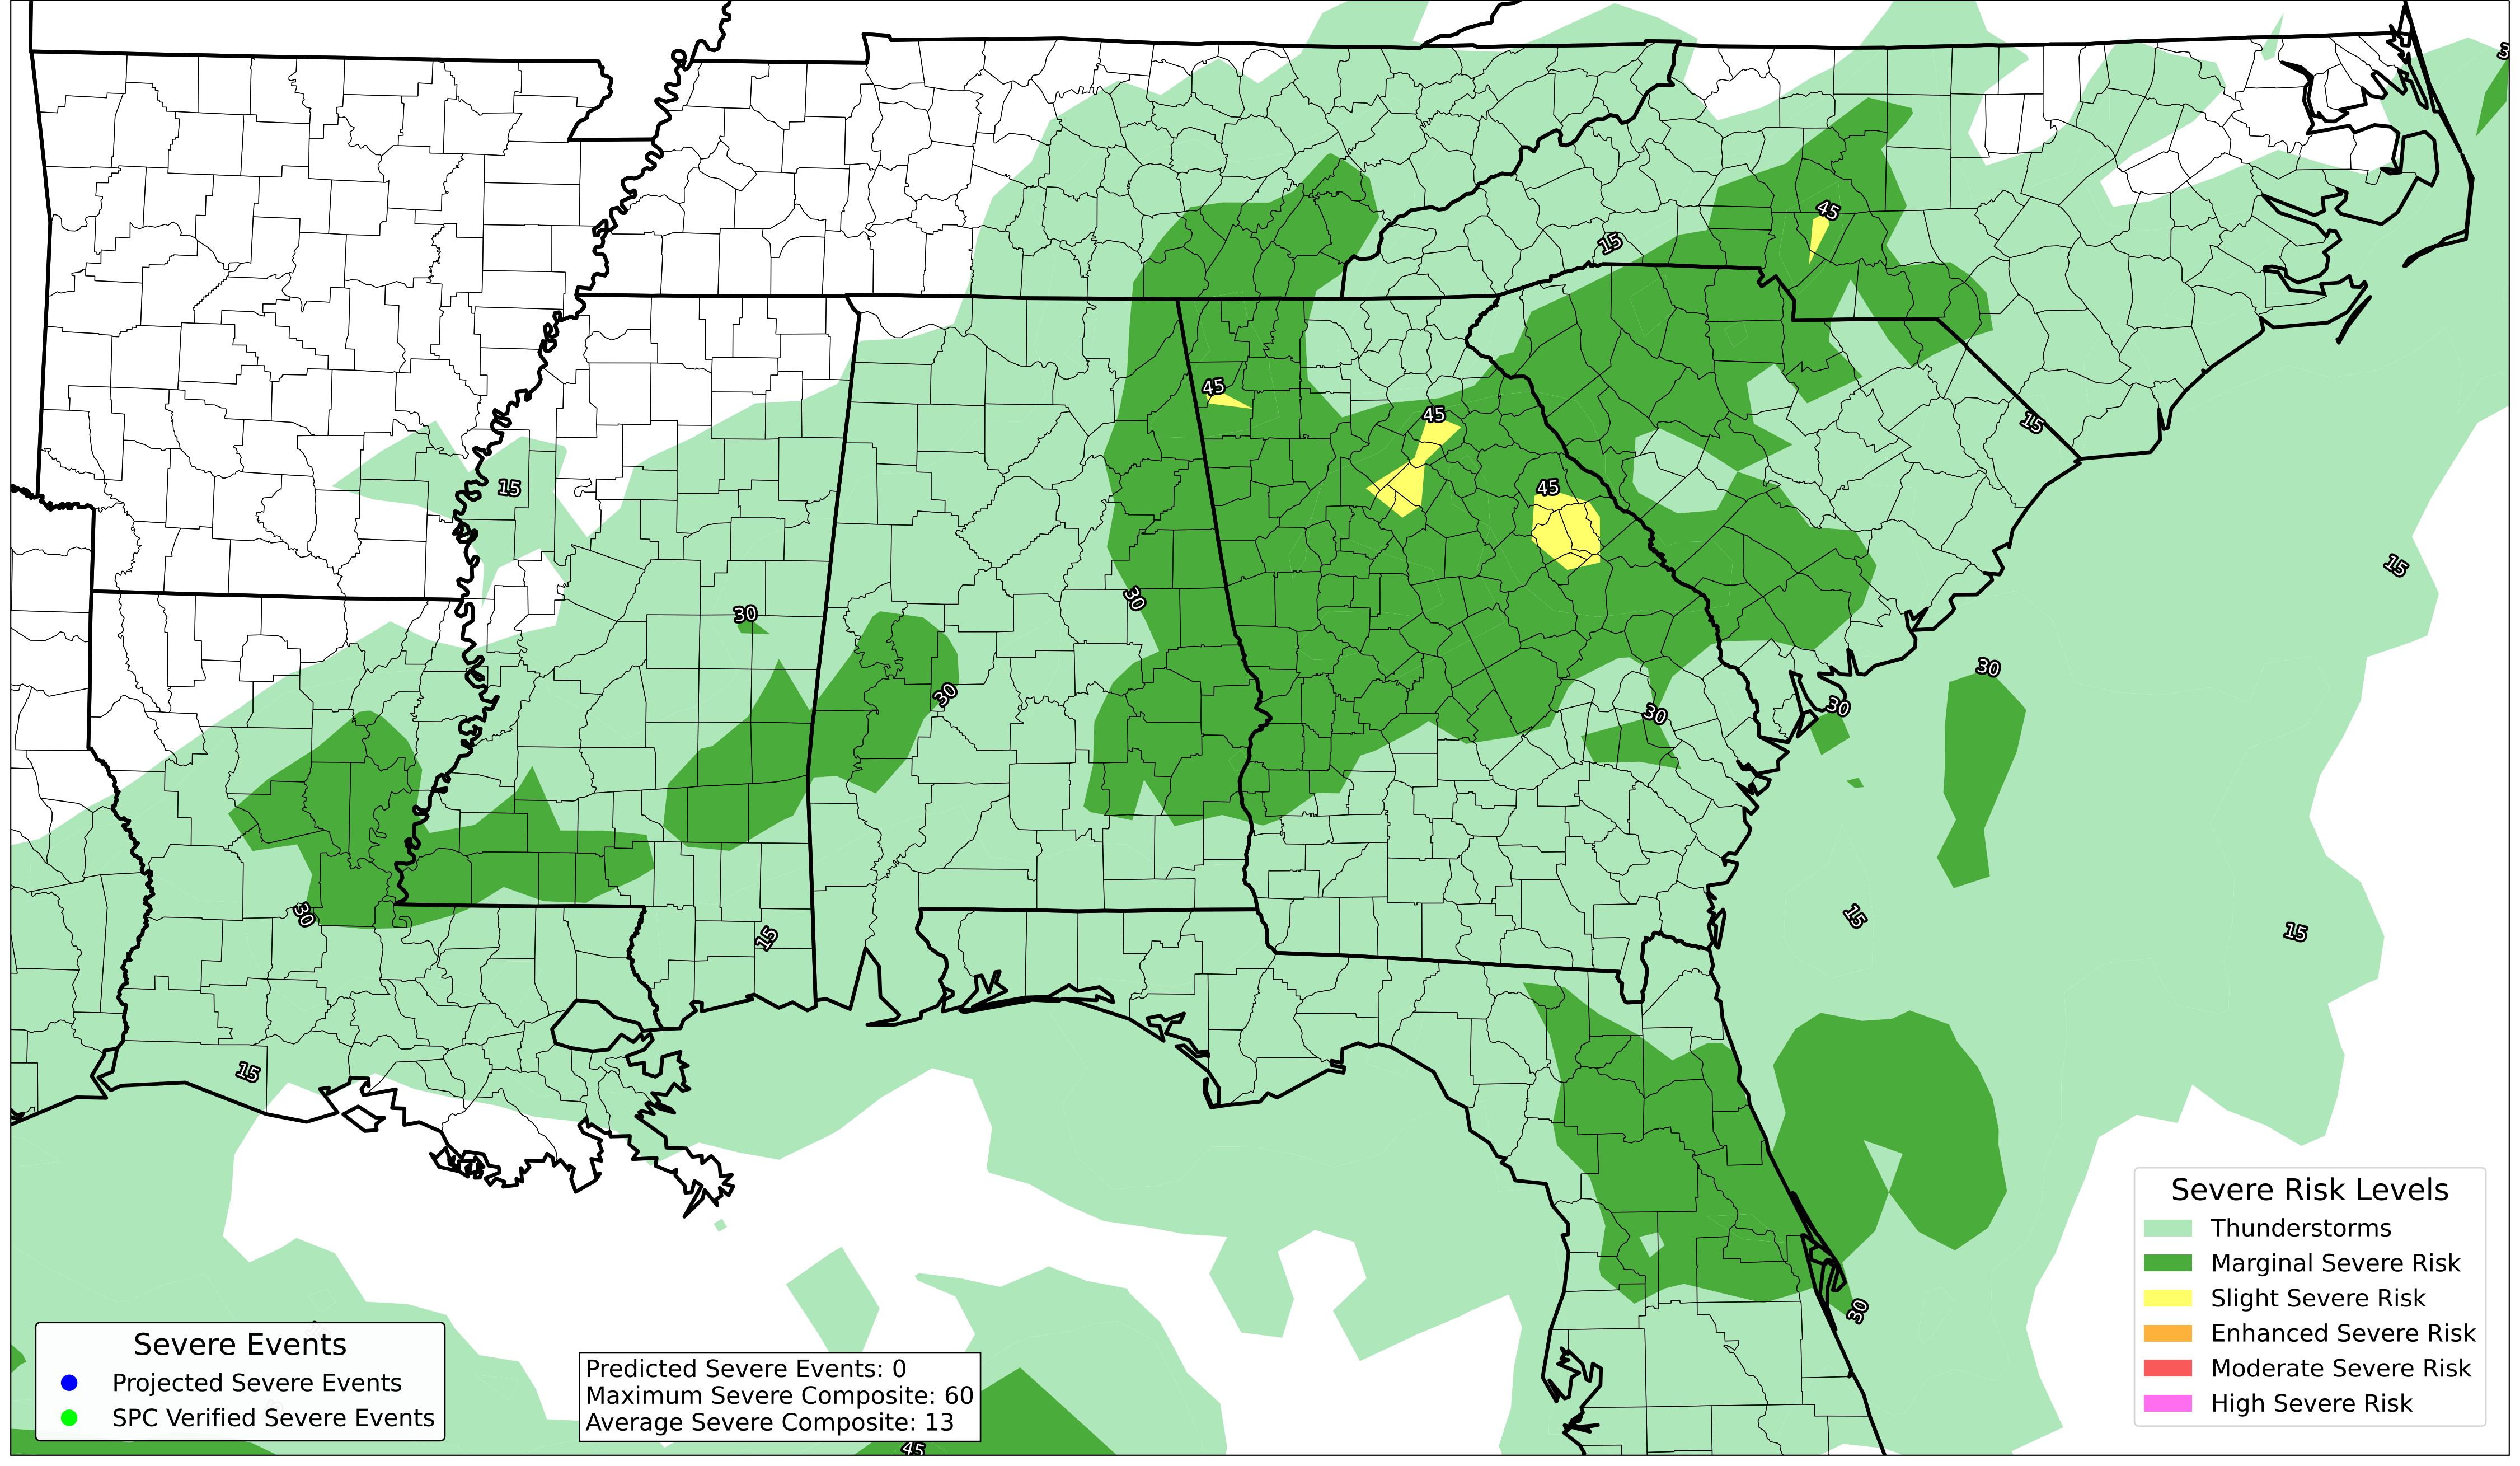 3
45
15
45
45
15
15
45
15
30
30
30
30
30
30
30
15
15
15
15
30
Severe Risk Levels
Thunderstorms
Marginal Severe Risk
Slight Severe Risk
Enhanced Severe Risk
Moderate Severe Risk
High Severe Risk
Severe Events
Projected Severe Events
SPC Verified Severe Events
Predicted Severe Events: 0
Maximum Severe Composite: 60
Average Severe Composite: 13
45